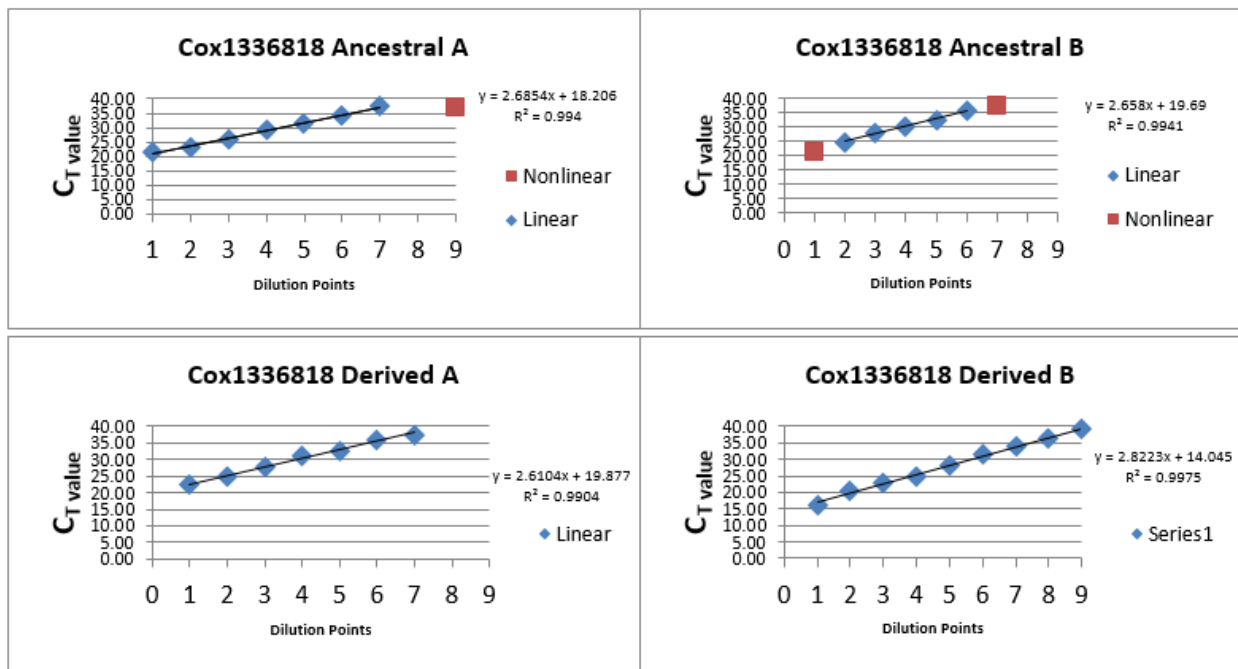 Cox1336818 Ancestral A
40.00
35.00
30.00
25.00
20.00
15.00
10.00
5.00
0.00
C_T value
1 2 3 4 5 6 7 9
Dilution Points
y = 2.6854x + 18.206
R² = 0.994
Nonlinear
Linear
Cox1336818 Ancestral B
40.00
35.00
30.00
25.00
20.00
15.00
10.00
5.00
0.00
C_T value
0 1 2 3 4 5 6 7 8 9
Dilution Points
y = 2.658x + 19.69
R² = 0.9941
Linear
Nonlinear
Cox1336818 Derived A
40.00
35.00
30.00
25.00
20.00
15.00
10.00
5.00
0.00
C_T value
0 1 2 3 4 5 6 7 8 9
Dilution Points
y = 2.6104x + 19.877
R² = 0.9904
Linear
Cox1336818 Derived B
40.00
35.00
30.00
25.00
20.00
15.00
10.00
5.00
0.00
C_T value
0 1 2 3 4 5 6 7 8 9
Dilution Points
y = 2.8223x + 14.045
R² = 0.9975
Series1